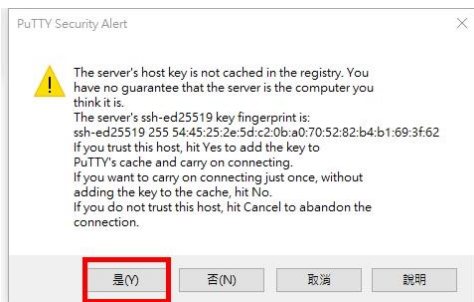 PuTTY Security Alert
The server's host key is not cached in the registry. You
have no guarantee that the server is the computer you
think it is.
The server's ssh-ed25519 key fingerprint is:
ssh-ed25519 255 54:45:25:2e:5d:c2:0b:a0:70:52:82:b4:b1:69:3f:62
If you trust this host, hit Yes to add the key to
PuTTY's cache and carry on connecting.
If you want to carry on connecting just once, without
adding the key to the cache, hit No.
If you do not trust this host, hit Cancel to abandon the
connection.
是(Y) 否(N) 取消 說明